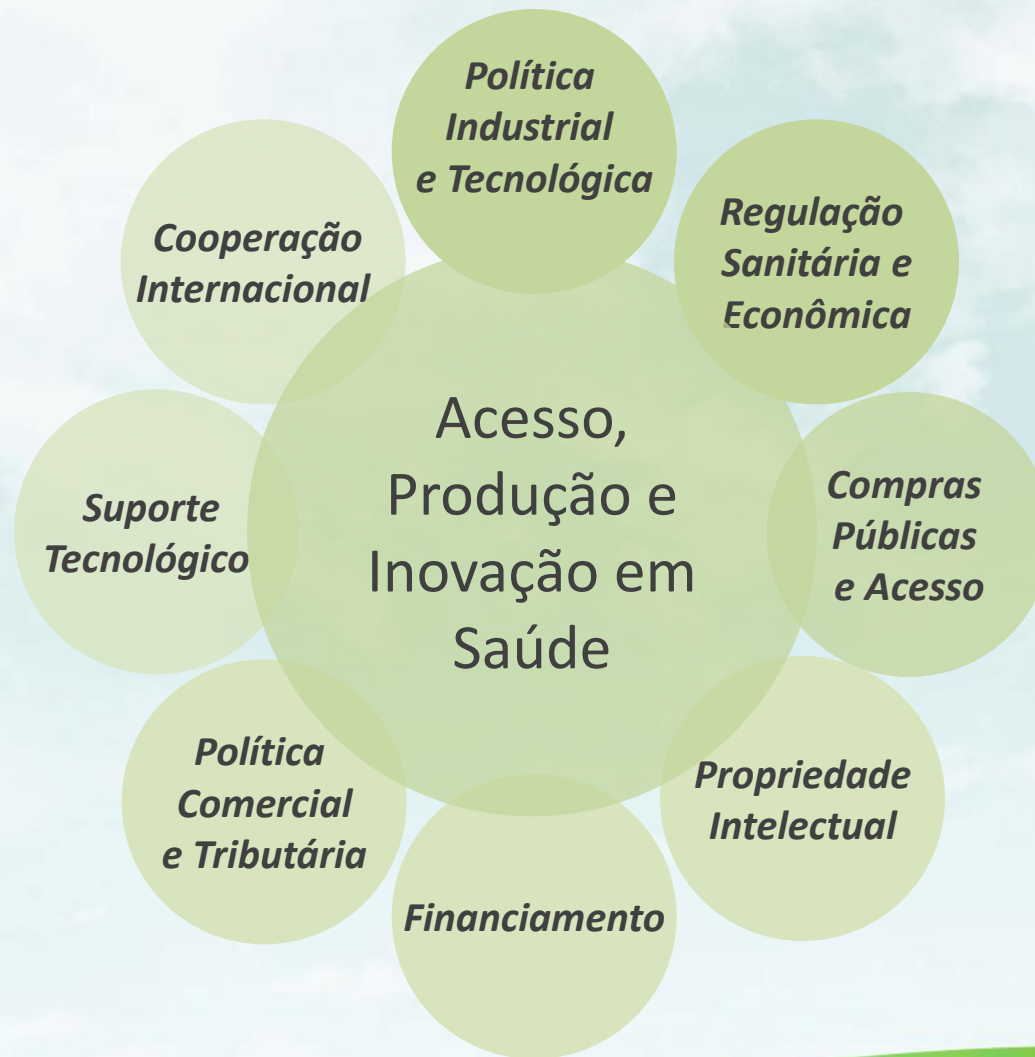 Política
Industrial
e Tecnológica
Regulação
Sanitária e
Econômica
Compras
Públicas
e Acesso
Propriedade
Intelectual
Financiamento
Política
Comercial
e Tributária
Suporte
Tecnológico
Cooperação
Internacional
Acesso,
Produção e
Inovação em
Saúde